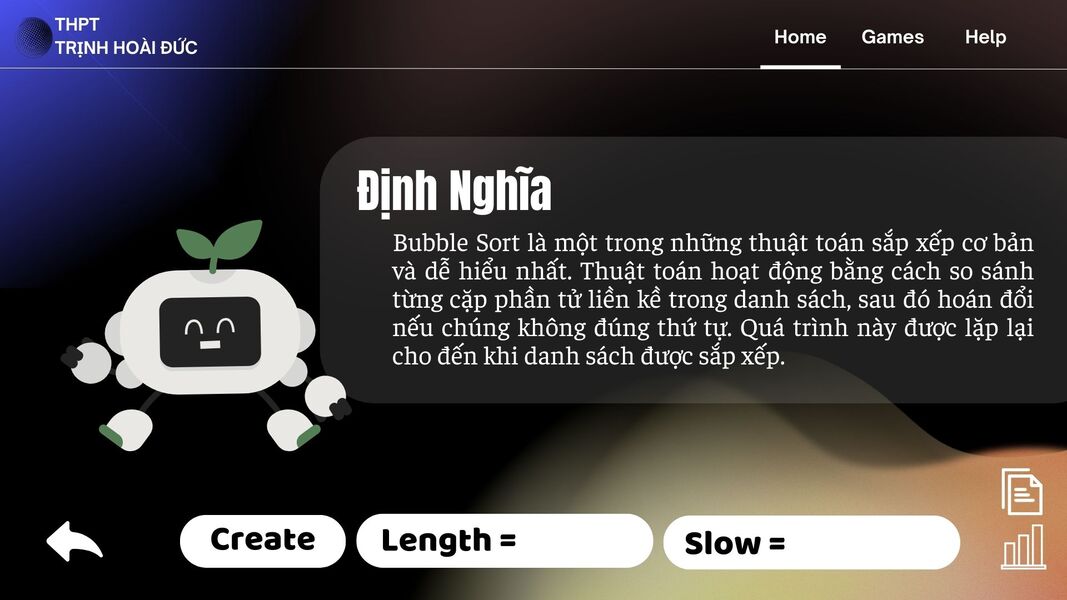 THPT
TRỊNH HOÀI ĐỨC
Home
Games
Help
Định Nghĩa
Bubble Sort là một trong những thuật toán sắp xếp cơ bản
và dễ hiểu nhất. Thuật toán hoạt động bằng cách so sánh
từng cặp phần tử liền kề trong danh sách, sau đó hoán đổi
nếu chúng không đúng thứ tự. Quá trình này được lặp lại
cho đến khi danh sách được sắp xếp.
Create
Length =
Slow =